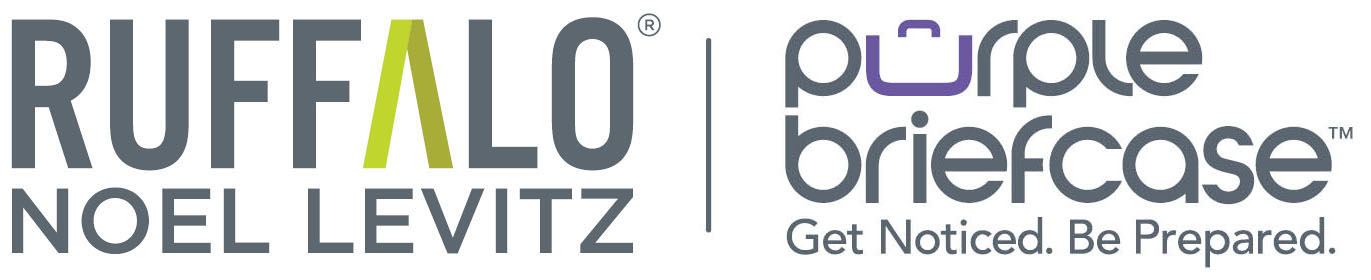 RUFFALO®
NOEL LEVITZ
purple
briefcase™
Get Noticed. Be Prepared.